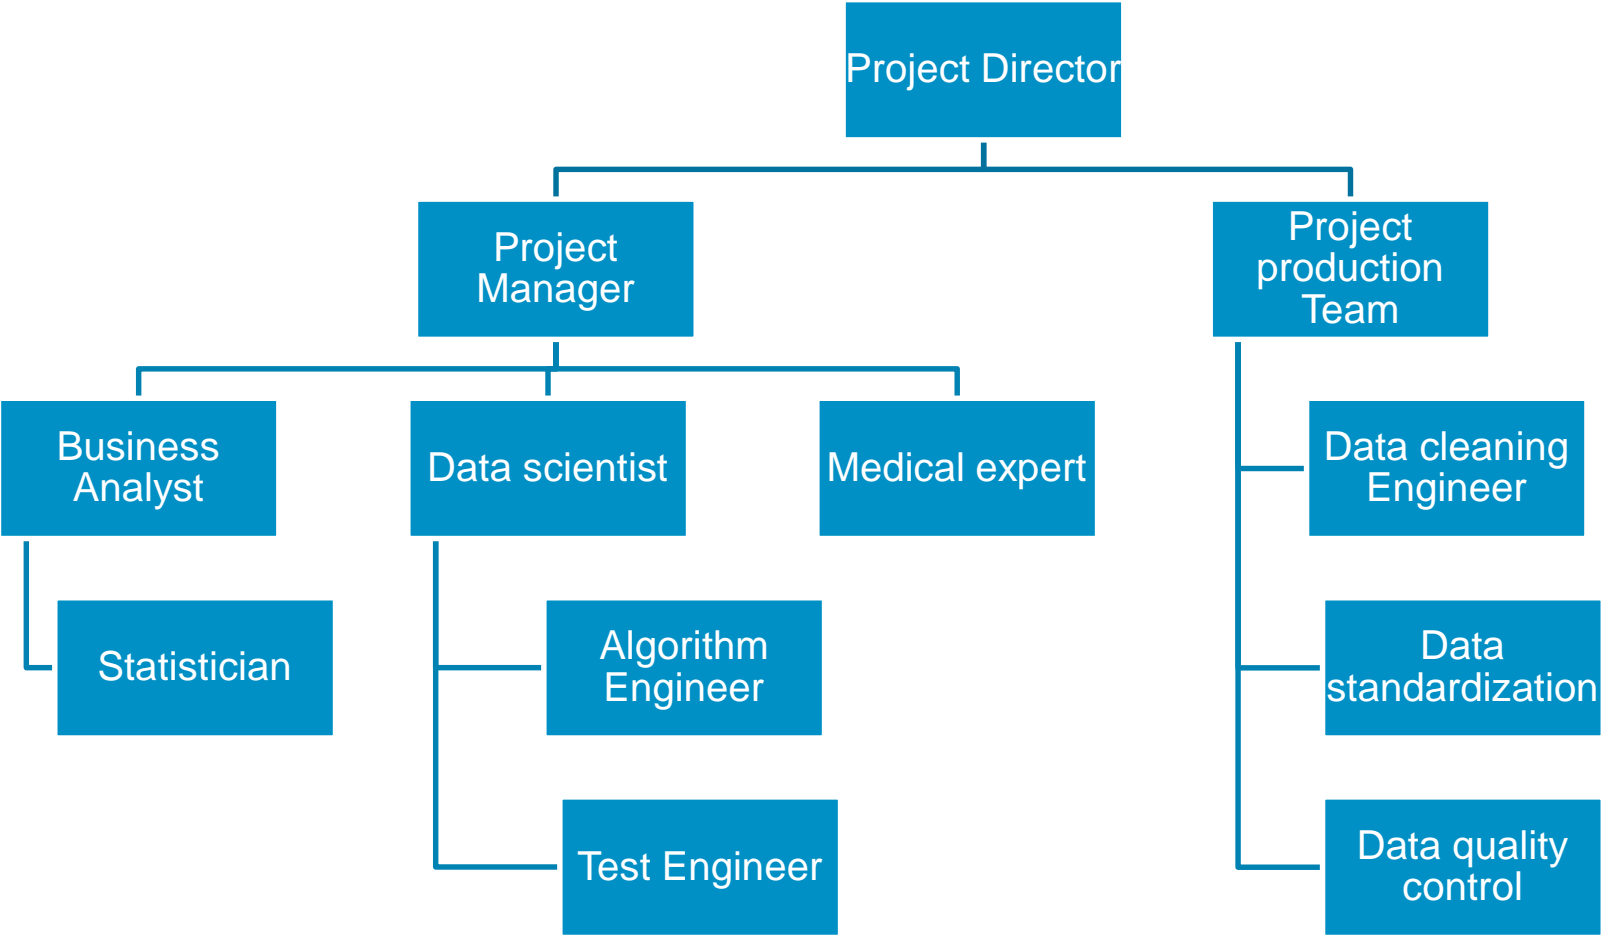 Project Director
Project
Manager
Project
production
Team
Business
Analyst
Data scientist
Medical expert
Data cleaning
Engineer
Statistician
Algorithm
Engineer
Data
standardization
Test Engineer
Data quality
control